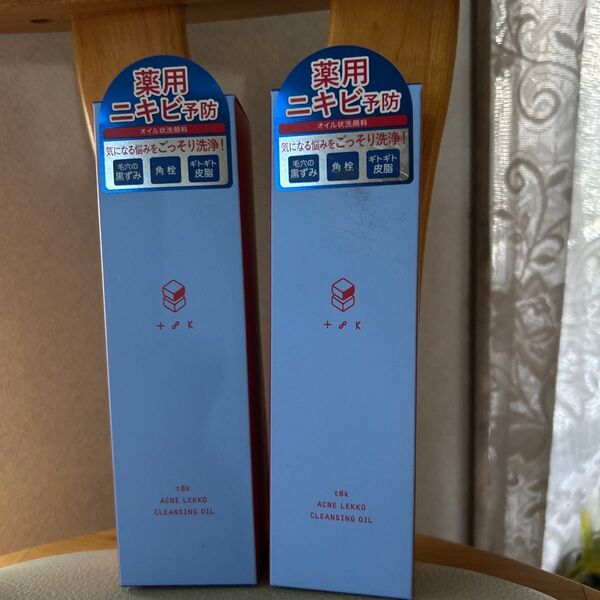 薬用
ニキビ予防
オイル状洗顔料
気になる悩みをごっそり洗浄！
毛穴の
黒ずみ
角栓
ギトギト
皮脂
t8k
t8k
ACNE LEKKO
CLEANSING OIL
薬用
ニキビ予防
オイル状洗顔料
気になる悩みをごっそり洗浄！
毛穴の
黒ずみ
角栓
ギトギト
皮脂
t8k
t8k
ACNE LEKKO
CLEANSING OIL